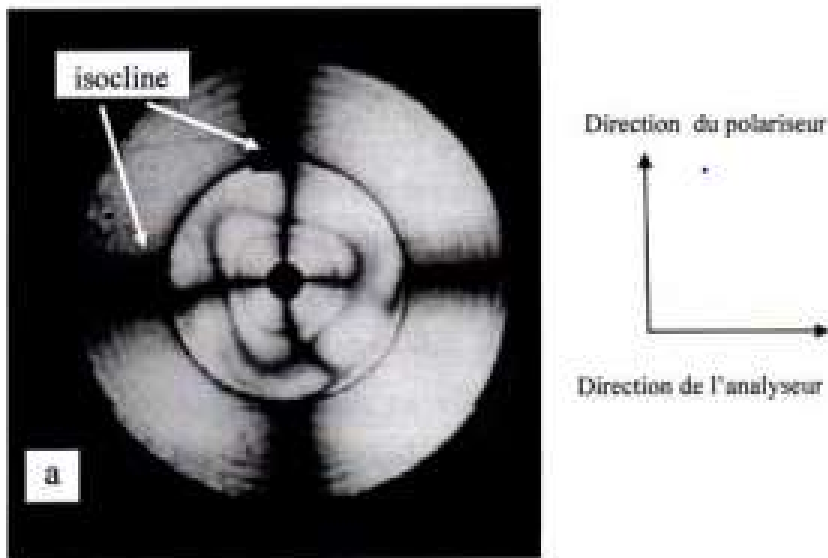 isocline
Direction du polariseur
Direction de l'analyseur
a